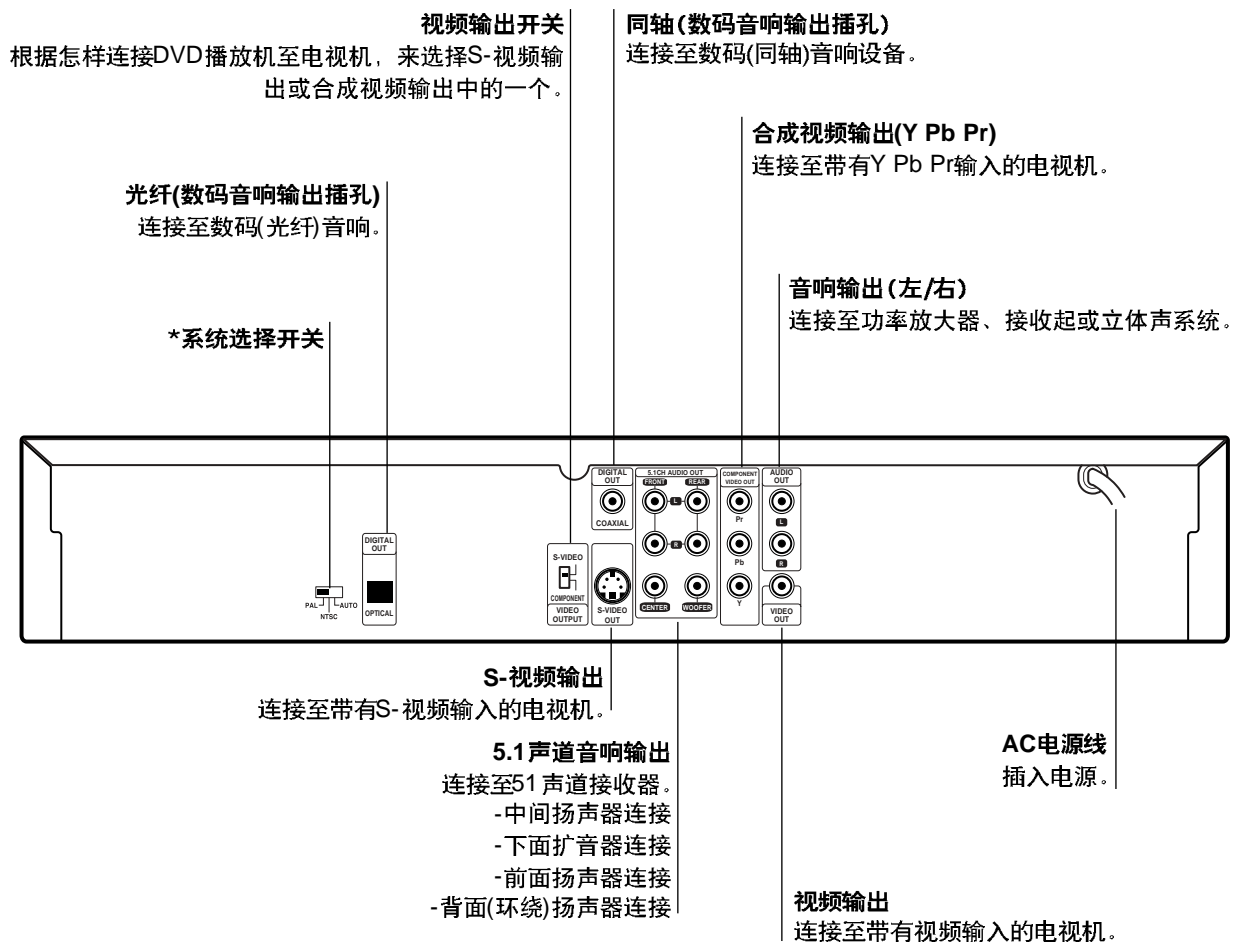 视频输出开关
根据怎样连接DVD播放机至电视机，来选择S-视频输
出或合成视频输出中的一个。
同轴(数码音响输出插孔)
连接至数码(同轴)音响设备。
合成视频输出(Y Pb Pr)
连接至带有Y Pb Pr输入的电视机。
光纤(数码音响输出插孔)
连接至数码(光纤)音响。
音响输出(左/右)
连接至功率放大器、接收起或立体声系统。
*系统选择开关
DIGITAL
OUT
COAXIAL
5.1CH AUDIO OUT
FRONT REAR
L
R
CENTER WOOFER
COMPONENT
VIDEO OUT
Pr
Pb
Y
AUDIO
OUT
L
R
VIDEO
OUT
DIGITAL
OUT
OPTICAL
PAL NTSC AUTO
S-VIDEO
COMPONENT
VIDEO
OUTPUT
S-VIDEO
OUT
S-视频输出
连接至带有S-视频输入的电视机。
5.1声道音响输出
连接至51声道接收器。
-中间扬声器连接
-下面扩音器连接
-前面扬声器连接
-背面(环绕)扬声器连接
AC电源线
插入电源。
视频输出
连接至带有视频输入的电视机。